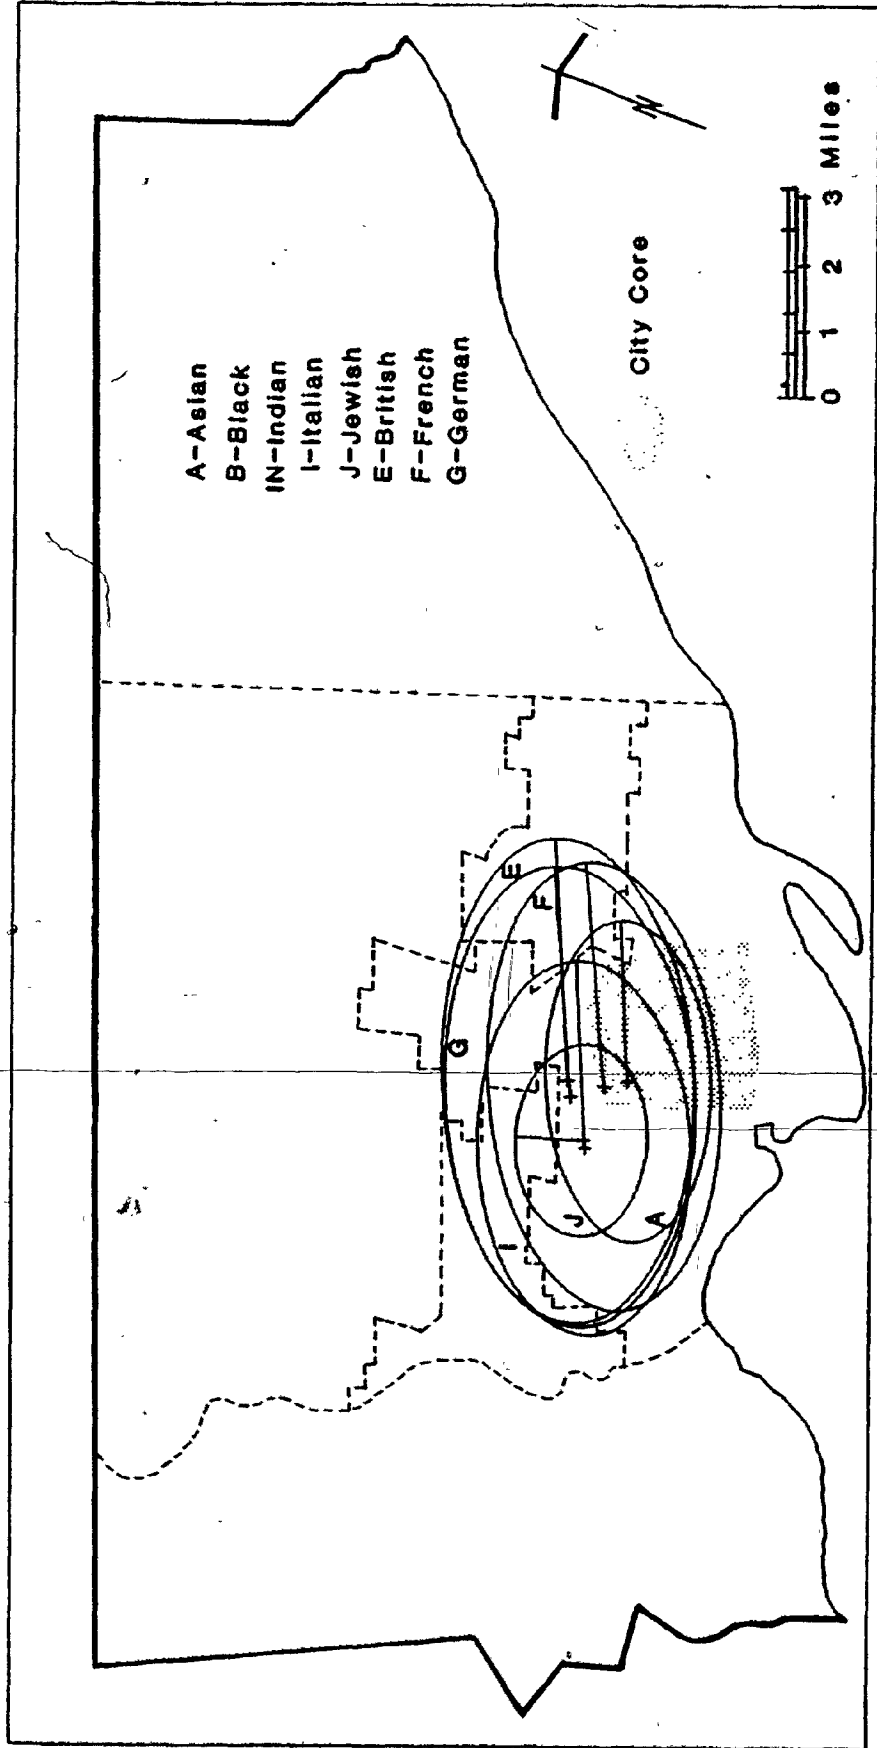 A-Asian
B-Black
IN-Indian
I-Italian
J-Jewish
E-British
F-French
G-German
N
City Core
0 1 2 3 Miles
E
F
G
I
J
A